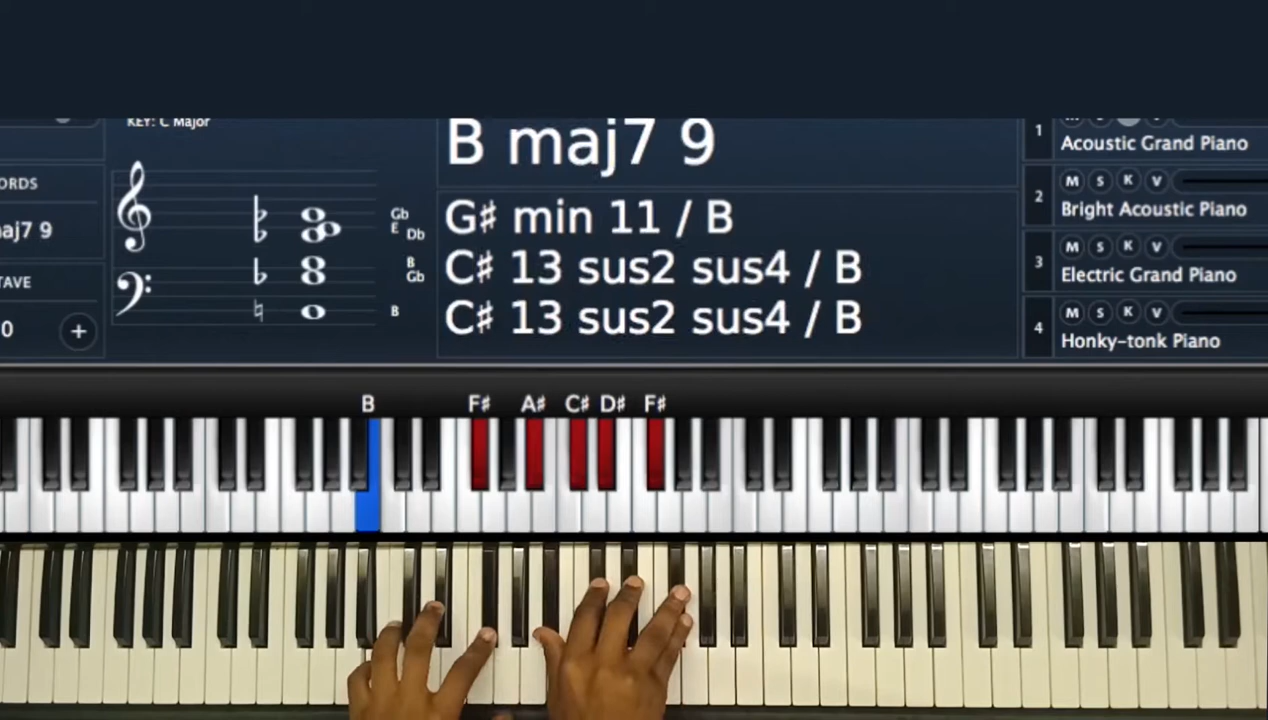 KEY: C Major
ORDS
aj7 9
TAVE
0
+
Gb
E
Db
B
Gb
B
B maj7 9
G♯ min 11 / B
C♯ 13 sus2 sus4 / B
C♯ 13 sus2 sus4 / B
1
Acoustic Grand Piano
2
M S K V
Bright Acoustic Piano
3
M S K V
Electric Grand Piano
4
M S K V
Honky-tonk Piano
B F♯ A♯ C♯ D♯ F♯